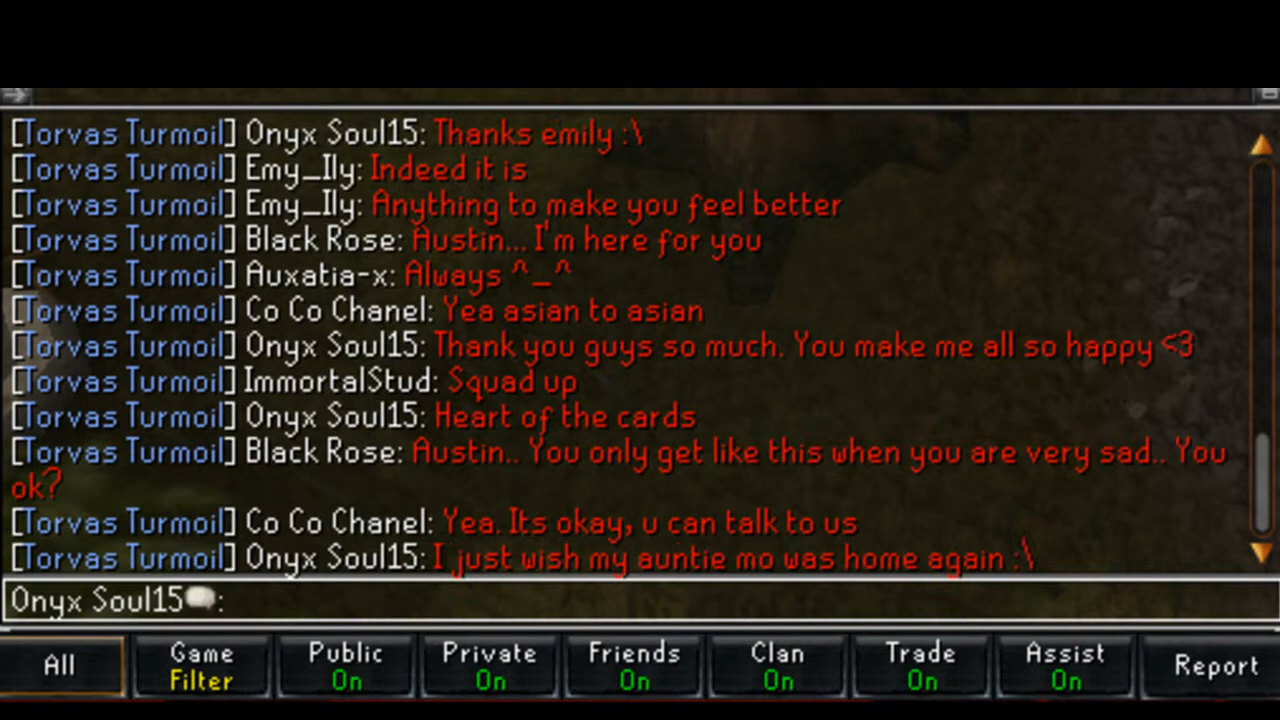 [Torvas Turmoil] Onyx Soul15: Thanks emily :\
[Torvas Turmoil] Emy_Ily: Indeed it is
[Torvas Turmoil] Emy_Ily: Anything to make you feel better
[Torvas Turmoil] Black Rose: Austin... I'm here for you
[Torvas Turmoil] Auxatia-x: Always ^_^
[Torvas Turmoil] Co Co Chanel: Yea asian to asian
[Torvas Turmoil] Onyx Soul15: Thank you guys so much. You make me all so happy <3
[Torvas Turmoil] ImmortalStud: Squad up
[Torvas Turmoil] Onyx Soul15: Heart of the cards
[Torvas Turmoil] Black Rose: Austin.. You only get like this when you are very sad.. You
ok?
[Torvas Turmoil] Co Co Chanel: Yea. Its okay, u can talk to us
[Torvas Turmoil] Onyx Soul15: I just wish my auntie mo was home again :\
Onyx Soul15:
All Game Public Private Friends Clan Trade Assist Report
Filter On On On On On On